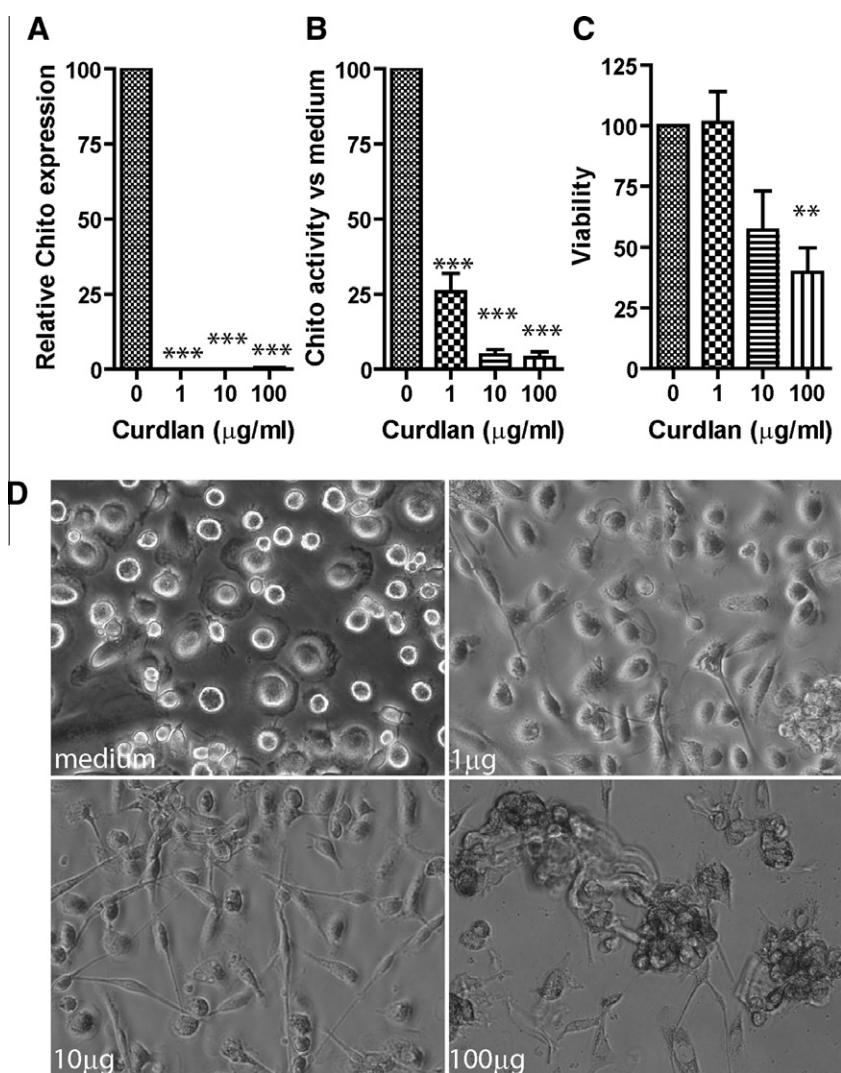 A
Relative Chito expression
100
75
50
25
0
***
***
***
0 1 10 100
Curdlan (μg/ml)
B
Chito activity vs medium
100
75
50
25
0
***
***
***
0 1 10 100
Curdlan (μg/ml)
C
Viability
125
100
75
50
25
0
**
0 1 10 100
Curdlan (μg/ml)
D
medium
1μg
10μg
100μg